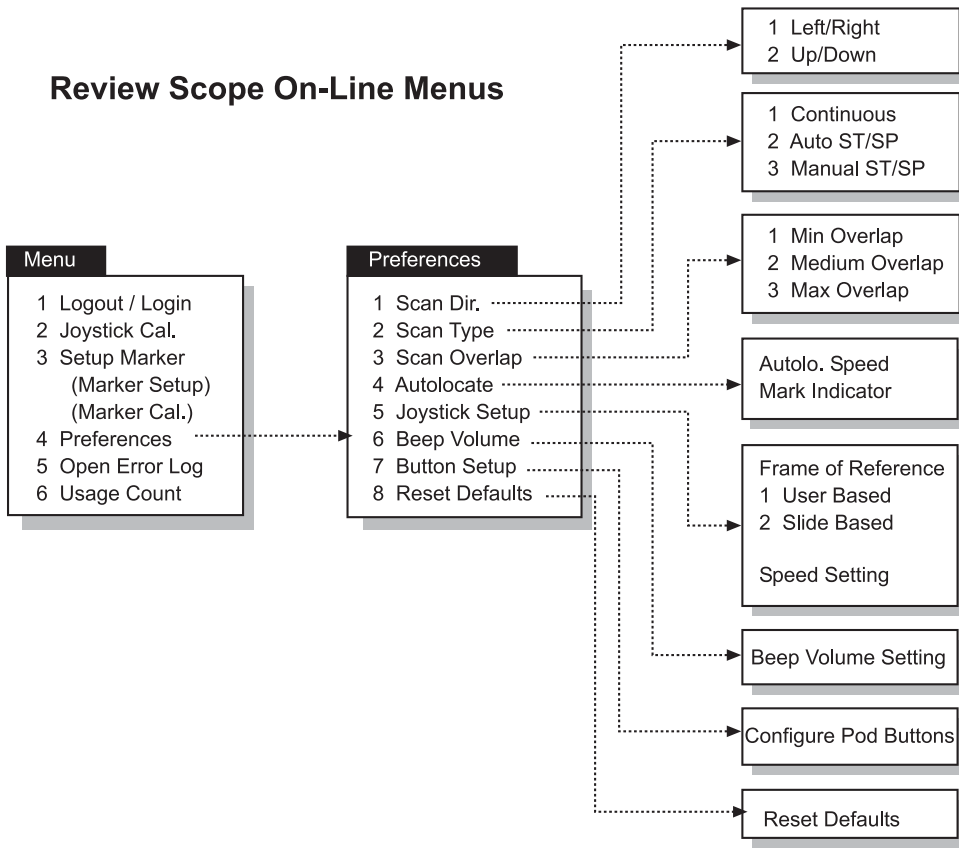 Review Scope On-Line Menus
Menu
1 Logout / Login
2 Joystick Cal.
3 Setup Marker
(Marker Setup)
(Marker Cal.)
4 Preferences
5 Open Error Log
6 Usage Count
Preferences
1 Scan Dir.
2 Scan Type
3 Scan Overlap
4 Autolocate
5 Joystick Setup
6 Beep Volume
7 Button Setup
8 Reset Defaults
1 Left/Right
2 Up/Down
1 Continuous
2 Auto ST/SP
3 Manual ST/SP
1 Min Overlap
2 Medium Overlap
3 Max Overlap
Autolo. Speed
Mark Indicator
Frame of Reference
1 User Based
2 Slide Based
Speed Setting
Beep Volume Setting
Configure Pod Buttons
Reset Defaults